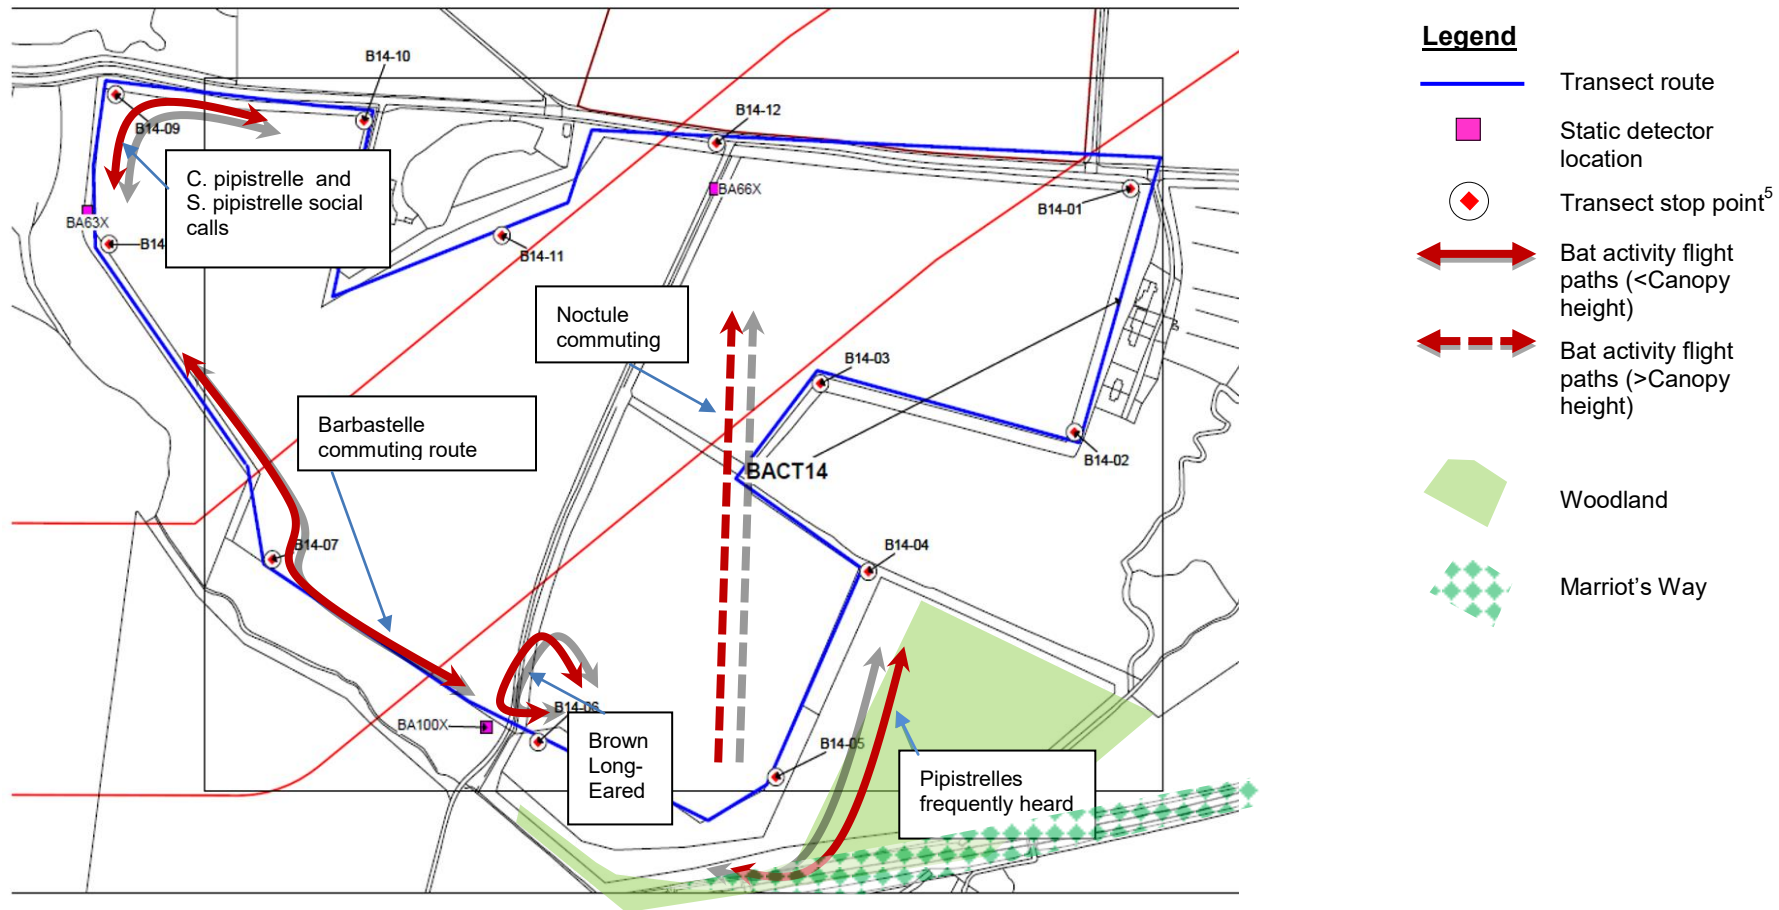 B14-10
B14-12
B14-09
C. pipistrelle and
S. pipistrelle social
calls
BA66X
B14-01
BA63X
B14
B14-11
Noctule
commuting
B14-03
Barbastelle
commuting route
B14-02
BACT14
B14-07
B14-04
B14-06
BA100X
Brown
Long-
Eared
B14-05
Pipistrelles
frequently heard
Legend
Transect route
Static detector
location
Transect stop point5
Bat activity flight
paths (<Canopy
height)
Bat activity flight
paths (>Canopy
height)
Woodland
Marriot's Way